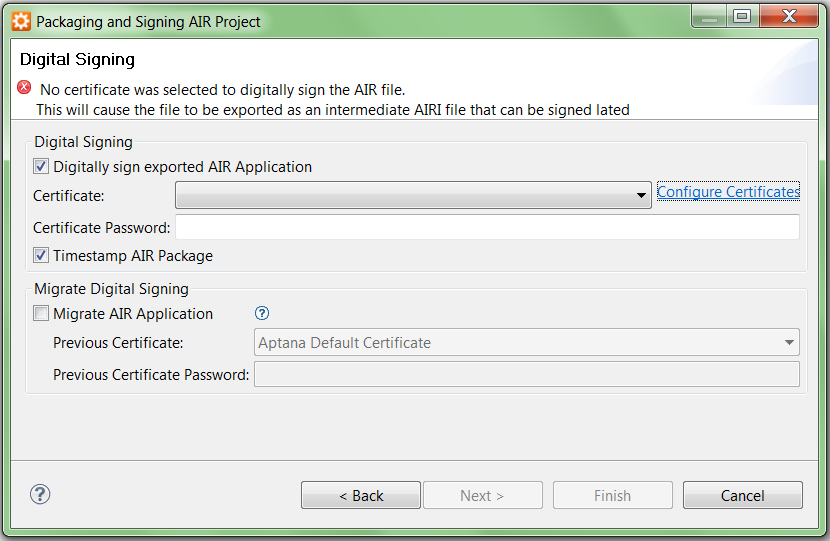 Packaging and Signing AIR Project
Digital Signing
No certificate was selected to digitally sign the AIR file.
This will cause the file to be exported as an intermediate AIRI file that can be signed lated
Digital Signing
Digitally sign exported AIR Application
Certificate: Configure Certificates
Certificate Password:
Timestamp AIR Package
Migrate Digital Signing
Migrate AIR Application ?
Previous Certificate: Aptana Default Certificate
Previous Certificate Password:
? < Back Next > Finish Cancel